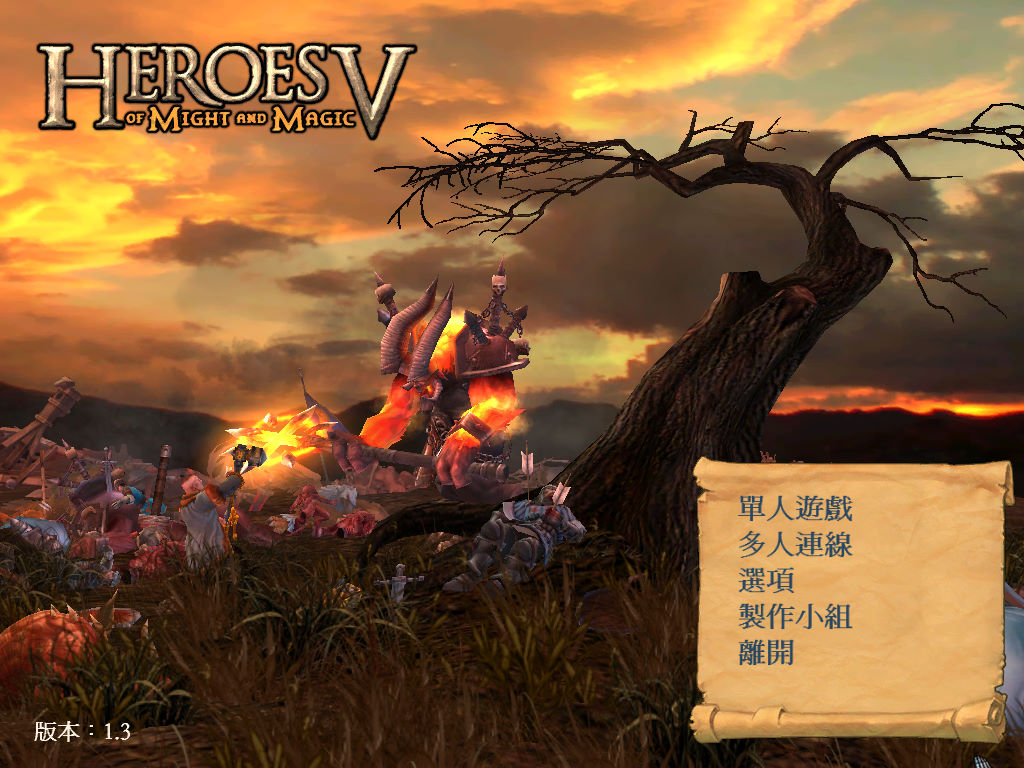 HEROES V
OF MIGHT AND MAGIC
單人遊戲
多人連線
選項
製作小組
離開
版本：1.3